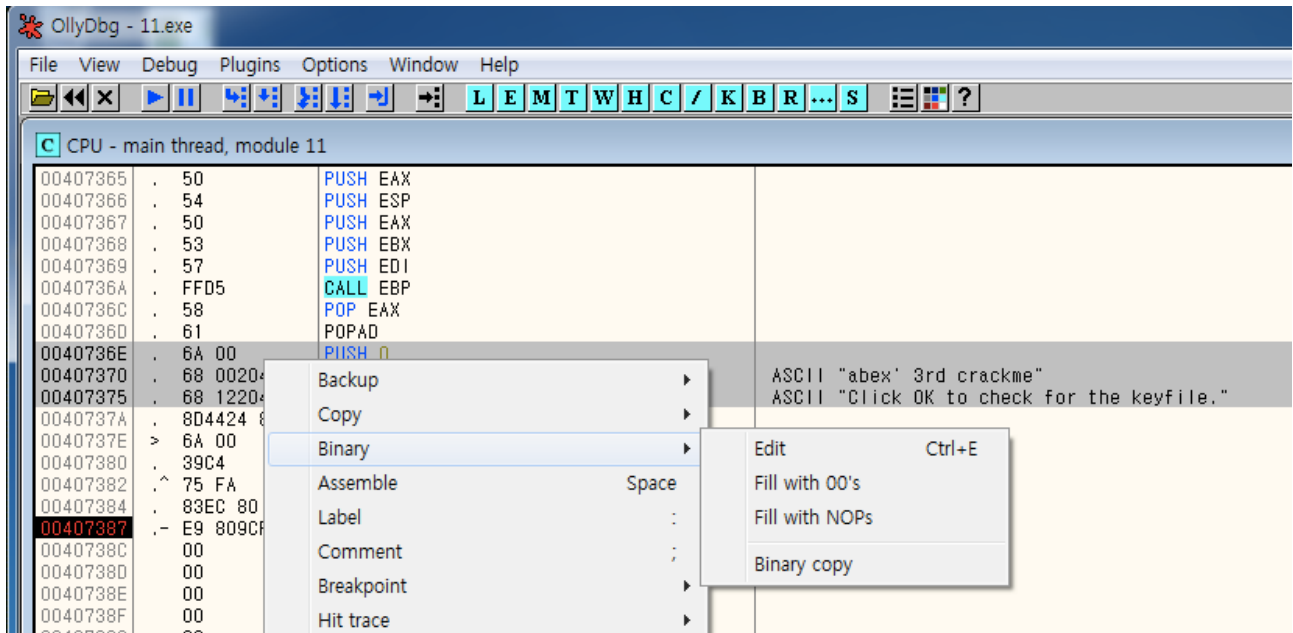 OllyDbg - 11.exe
File View Debug Plugins Options Window Help
L E M T W H C / K B R ... S ?
C CPU - main thread, module 11
00407365 . 50 PUSH EAX
00407366 . 54 PUSH ESP
00407367 . 50 PUSH EAX
00407368 . 53 PUSH EBX
00407369 . 57 PUSH EDI
0040736A . FFD5 CALL EBP
0040736C . 58 POP EAX
0040736D . 61 POPAD
0040736E . 6A 00 PUSH 0
00407370 . 68 0020 ASCII "abex' 3rd crackme"
00407375 . 68 1220 ASCII "Click OK to check for the keyfile."
0040737A . 8D4424
0040737E > 6A 00
00407380 . 39C4
00407382 .^ 75 FA
00407384 . 83EC 80
00407387 .- E9 809C
0040738C 00
0040738D 00
0040738E 00
0040738F 00
Backup
Copy
Binary
Assemble Space
Label :
Comment ;
Breakpoint
Hit trace
Edit Ctrl+E
Fill with 00's
Fill with NOPs
Binary copy